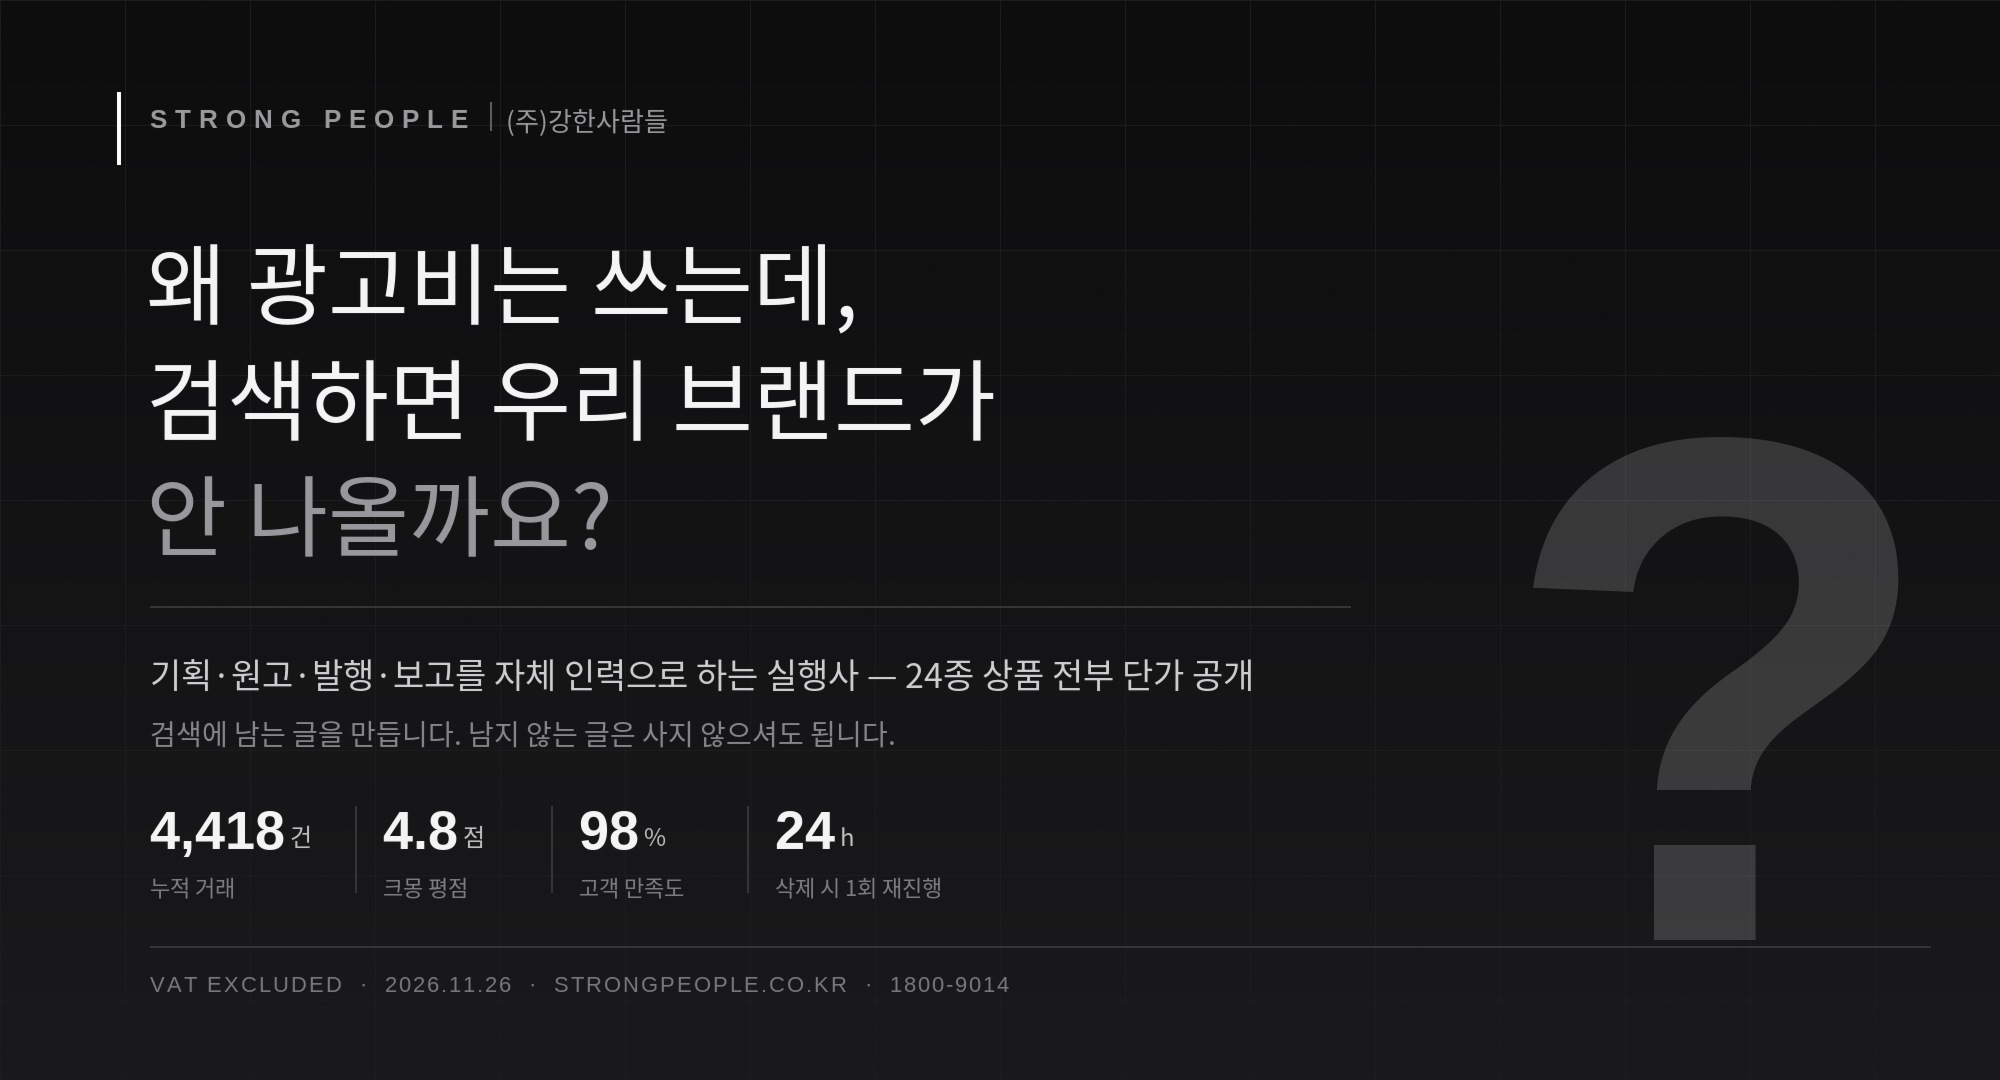 STRONG PEOPLE | (주)강한사람들
왜 광고비는 쓰는데,
검색하면 우리 브랜드가
안 나올까요?
?
기획·원고·발행·보고를 자체 인력으로 하는 실행사 — 24종 상품 전부 단가 공개
검색에 남는 글을 만듭니다. 남지 않는 글은 사지 않으셔도 됩니다.
4,418건 4.8점 98% 24h
누적 거래 크몽 평점 고객 만족도 삭제 시 1회 재진행
VAT EXCLUDED · 2026.11.26 · STRONGPEOPLE.CO.KR · 1800-9014